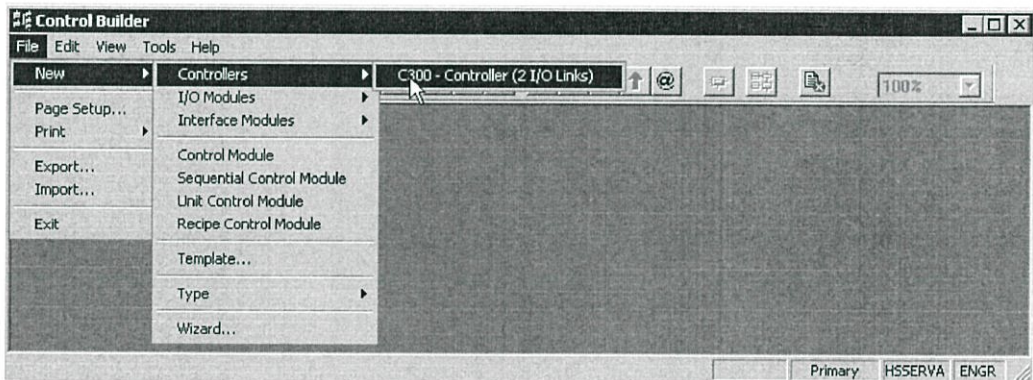 Control Builder
File Edit View Tools Help
New
Page Setup...
Print
Export...
Import...
Exit
Controllers
I/O Modules
Interface Modules
Control Module
Sequential Control Module
Unit Control Module
Recipe Control Module
Template...
Type
Wizard...
C300 - Controller (2 I/O Links)
@
100%
Primary HSSERVA ENGR